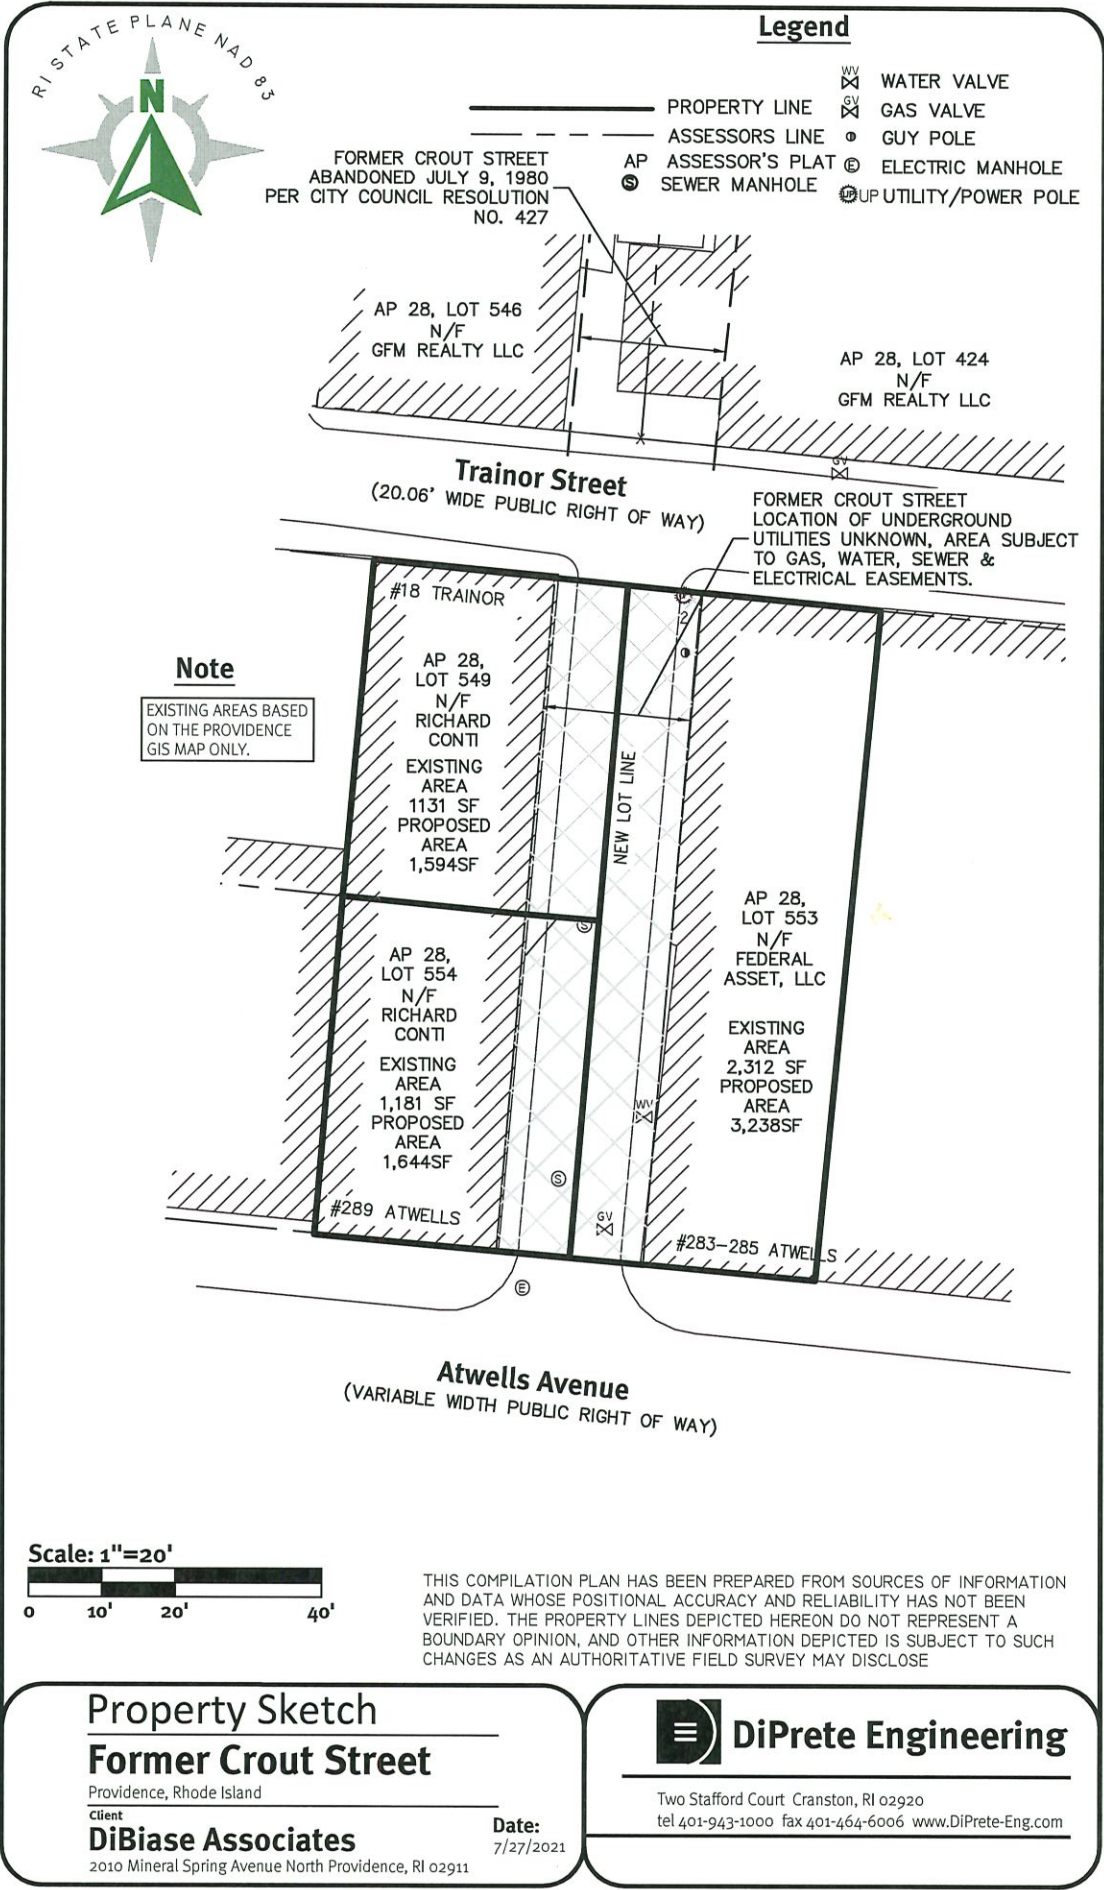 RI STATE PLANE NAD 83
N
Legend
PROPERTY LINE
ASSESSORS LINE
AP ASSESSOR'S PLAT
S SEWER MANHOLE
WV WATER VALVE
GV GAS VALVE
GUY POLE
E ELECTRIC MANHOLE
UP UP UTILITY/POWER POLE
FORMER CROUT STREET
ABANDONED JULY 9, 1980
PER CITY COUNCIL RESOLUTION
NO. 427
AP 28, LOT 546
N/F
GFM REALTY LLC
AP 28, LOT 424
N/F
GFM REALTY LLC
X
GV
Trainor Street
(20.06' WIDE PUBLIC RIGHT OF WAY)
FORMER CROUT STREET
LOCATION OF UNDERGROUND
UTILITIES UNKNOWN, AREA SUBJECT
TO GAS, WATER, SEWER &
ELECTRICAL EASEMENTS.
#18 TRAINOR
2
AP 28,
LOT 549
N/F
RICHARD
CONTI
EXISTING
AREA
1131 SF
PROPOSED
AREA
1,594SF
Note
EXISTING AREAS BASED
ON THE PROVIDENCE
GIS MAP ONLY.
NEW LOT LINE
AP 28,
LOT 553
N/F
FEDERAL
ASSET, LLC
EXISTING
AREA
2,312 SF
PROPOSED
AREA
3,238SF
AP 28,
LOT 554
N/F
RICHARD
CONTI
EXISTING
AREA
1,181 SF
PROPOSED
AREA
1,644SF
WV
S
GV
#289 ATWELLS
#283-285 ATWELLS
E
Atwells Avenue
(VARIABLE WIDTH PUBLIC RIGHT OF WAY)
Scale: 1"=20'
0 10' 20' 40'
THIS COMPILATION PLAN HAS BEEN PREPARED FROM SOURCES OF INFORMATION
AND DATA WHOSE POSITIONAL ACCURACY AND RELIABILITY HAS NOT BEEN
VERIFIED. THE PROPERTY LINES DEPICTED HEREON DO NOT REPRESENT A
BOUNDARY OPINION, AND OTHER INFORMATION DEPICTED IS SUBJECT TO SUCH
CHANGES AS AN AUTHORITATIVE FIELD SURVEY MAY DISCLOSE
Property Sketch
Former Crout Street
Providence, Rhode Island
Client
DiBiase Associates
2010 Mineral Spring Avenue North Providence, RI 02911
Date:
7/27/2021
DiPrete Engineering
Two Stafford Court Cranston, RI 02920
tel 401-943-1000 fax 401-464-6006 www.DiPrete-Eng.com